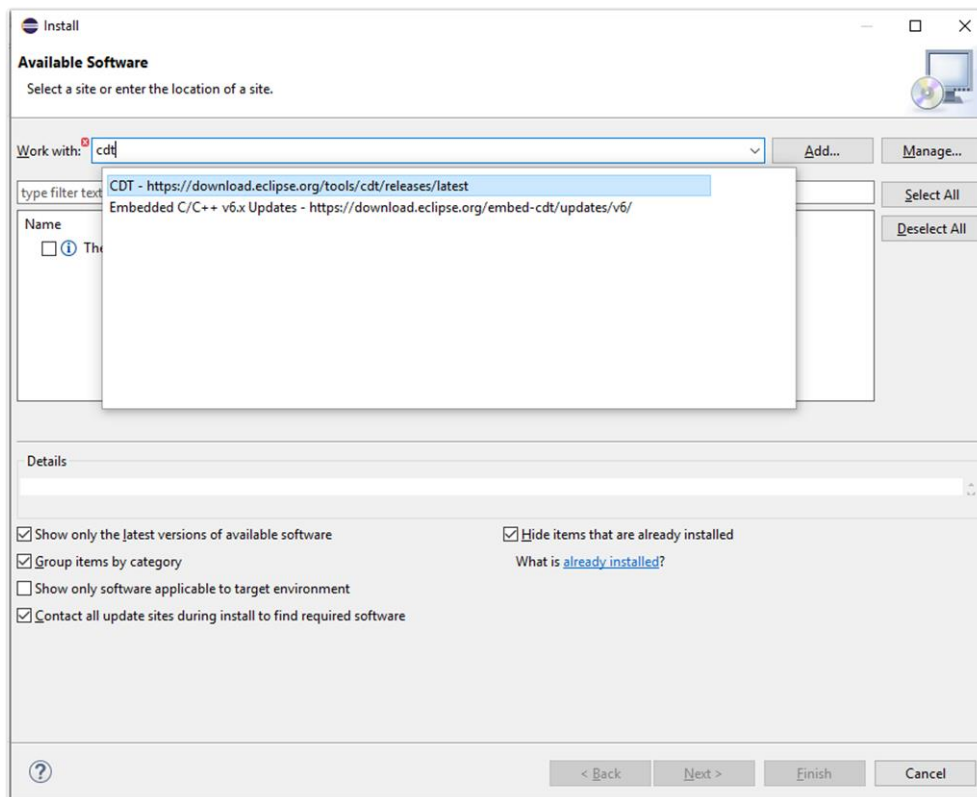 Install
Available Software
Select a site or enter the location of a site.
Work with: cdt Add... Manage...
CDT - https://download.eclipse.org/tools/cdt/releases/latest
type filter text Select All
Embedded C/C++ v6.x Updates - https://download.eclipse.org/embed-cdt/updates/v6/
Name Deselect All
The
Details
Show only the latest versions of available software Hide items that are already installed
Group items by category What is already installed?
Show only software applicable to target environment
Contact all update sites during install to find required software
? < Back Next > Finish Cancel